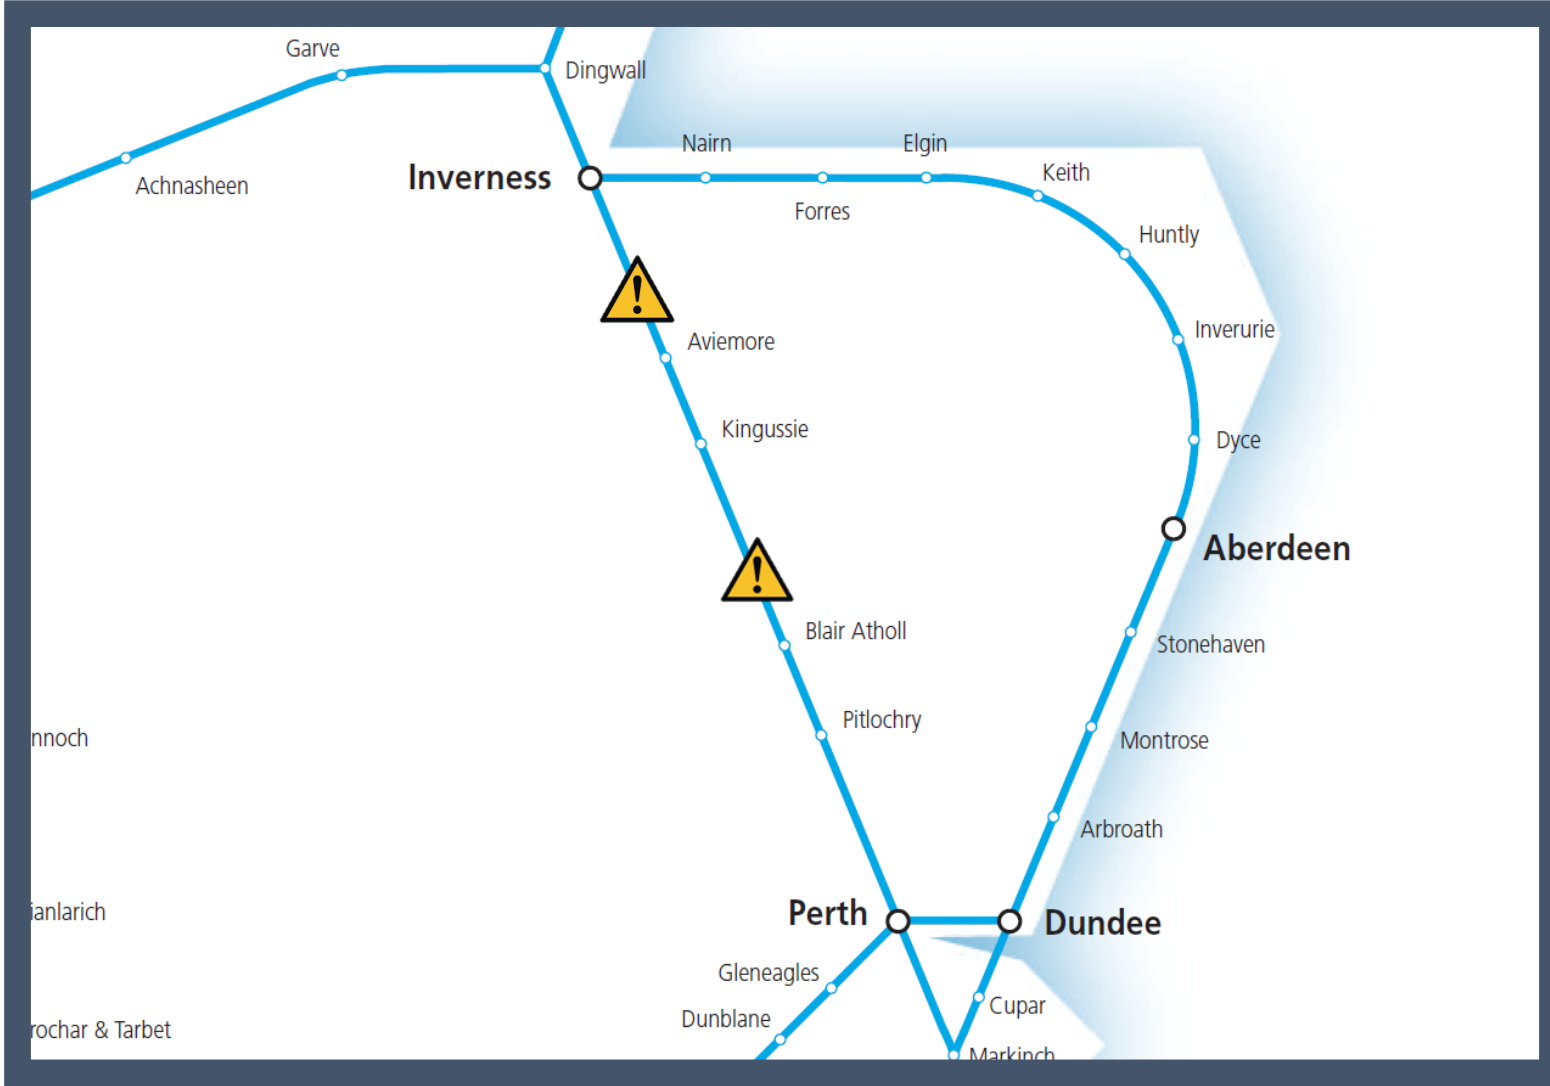 Garve
Dingwall
Nairn
Elgin
Keith
Inverness
Achnasheen
Forres
Huntly
!
Inverurie
Aviemore
Kingussie
Dyce
Aberdeen
!
Blair Atholl
Stonehaven
Pitlochry
nnoch
Montrose
Arbroath
ianlarich
Perth
Dundee
Gleneagles
Cupar
Dunblane
rochar & Tarbet
Markinch